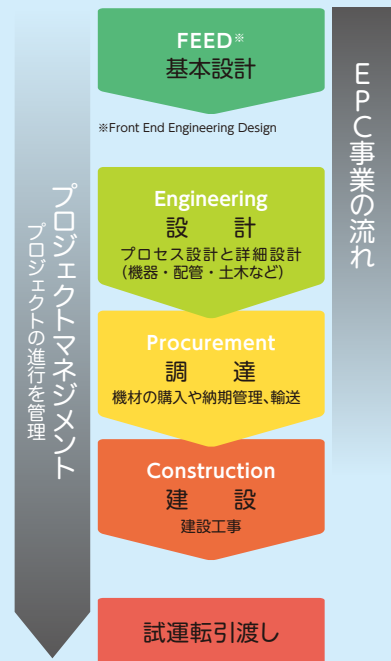 FEED※
基本設計
※Front End Engineering Design
EPC事業の流れ
プロジェクトマネジメント
プロジェクトの進行を管理
Engineering
設 計
プロセス設計と詳細設計
(機器・配管・土木など)
Procurement
調 達
機材の購入や納期管理、輸送
Construction
建 設
建設工事
試運転引渡し